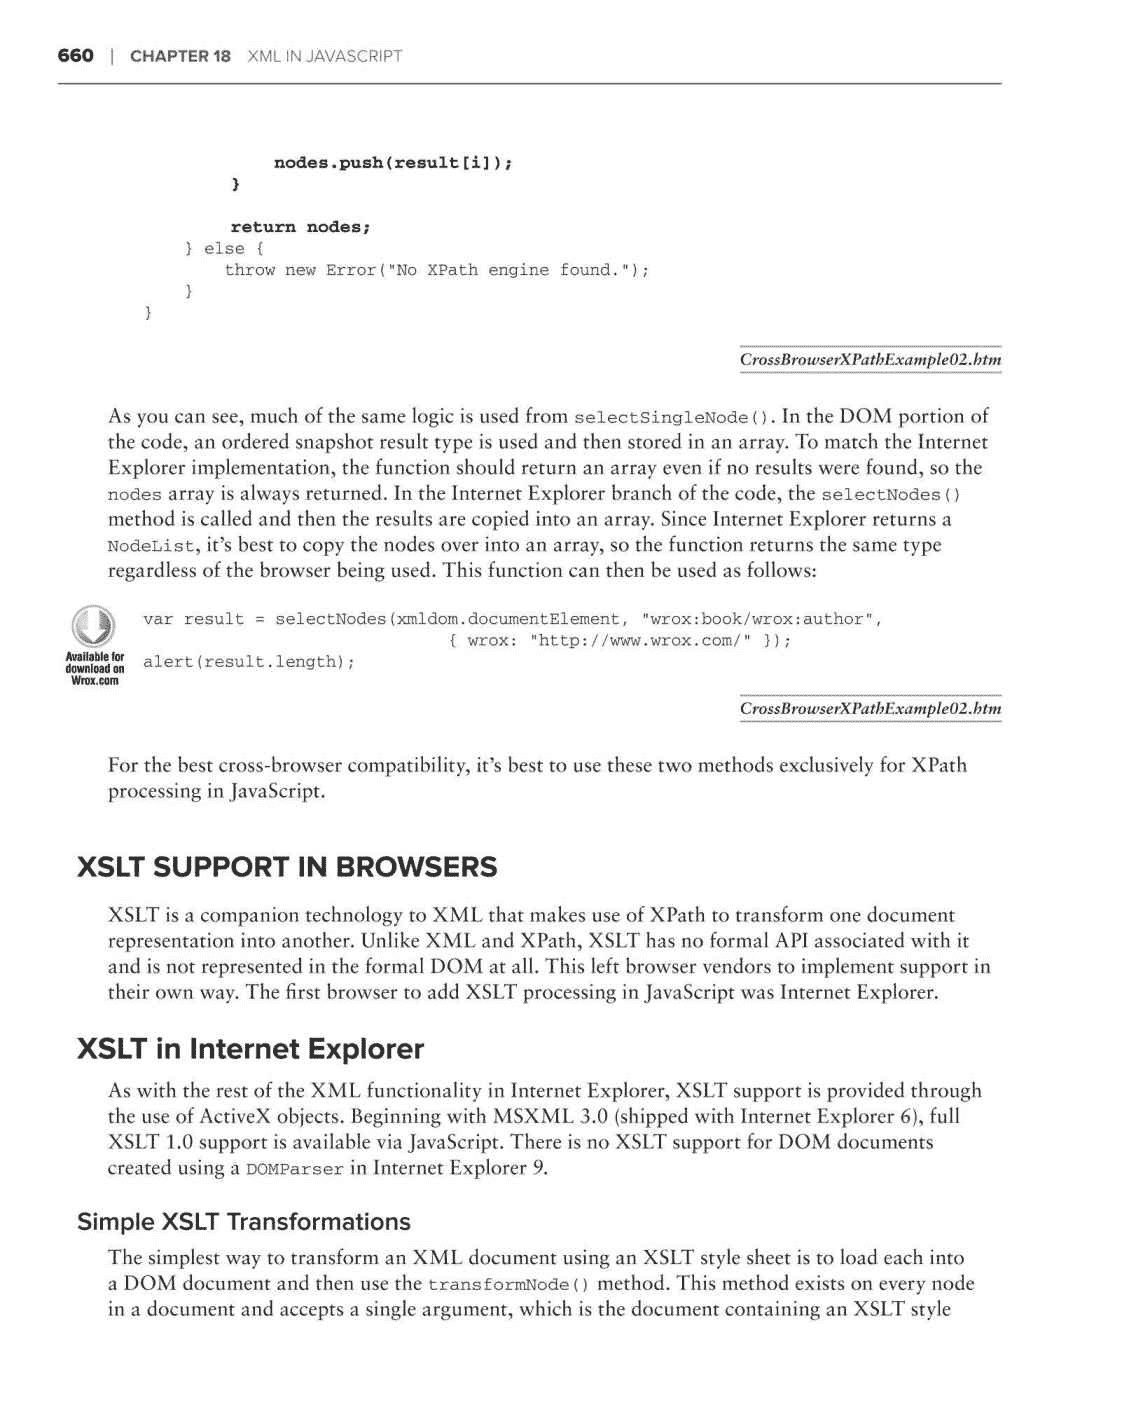 660 | CHAPTER 18 XML IN JAVASCRIPT
nodes.push(result[i]);
}
return nodes;
} else {
throw new Error("No XPath engine found.");
}
}
CrossBrowserXPathExample02.htm
As you can see, much of the same logic is used from selectSingleNode(). In the DOM portion of
the code, an ordered snapshot result type is used and then stored in an array. To match the Internet
Explorer implementation, the function should return an array even if no results were found, so the
nodes array is always returned. In the Internet Explorer branch of the code, the selectNodes()
method is called and then the results are copied into an array. Since Internet Explorer returns a
NodeList, it's best to copy the nodes over into an array, so the function returns the same type
regardless of the browser being used. This function can then be used as follows:
var result = selectNodes(xmldom.documentElement, "wrox:book/wrox:author",
{ wrox: "http://www.wrox.com/" });
alert(result.length);
Available for
download on
Wrox.com
CrossBrowserXPathExample02.htm
For the best cross-browser compatibility, it's best to use these two methods exclusively for XPath
processing in JavaScript.
XSLT SUPPORT IN BROWSERS
XSLT is a companion technology to XML that makes use of XPath to transform one document
representation into another. Unlike XML and XPath, XSLT has no formal API associated with it
and is not represented in the formal DOM at all. This left browser vendors to implement support in
their own way. The first browser to add XSLT processing in JavaScript was Internet Explorer.
XSLT in Internet Explorer
As with the rest of the XML functionality in Internet Explorer, XSLT support is provided through
the use of ActiveX objects. Beginning with MSXML 3.0 (shipped with Internet Explorer 6), full
XSLT 1.0 support is available via JavaScript. There is no XSLT support for DOM documents
created using a DOMParser in Internet Explorer 9.
Simple XSLT Transformations
The simplest way to transform an XML document using an XSLT style sheet is to load each into
a DOM document and then use the transformNode() method. This method exists on every node
in a document and accepts a single argument, which is the document containing an XSLT style